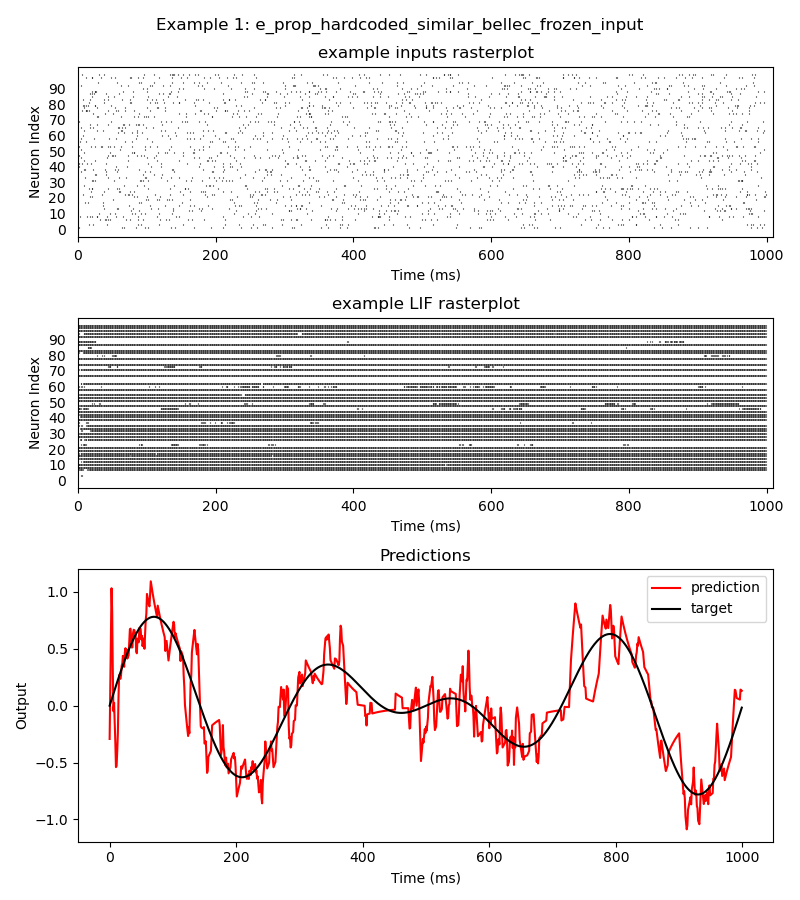 Example 1: e_prop_hardcoded_similar_bellec_frozen_input
example inputs rasterplot
90
80
70
60
50
40
30
20
10
0
Neuron Index
0 200 400 600 800 1000
Time (ms)
example LIF rasterplot
90
80
70
60
50
40
30
20
10
0
Neuron Index
0 200 400 600 800 1000
Time (ms)
Predictions
prediction
target
1.0
0.5
0.0
−0.5
−1.0
Output
0 200 400 600 800 1000
Time (ms)